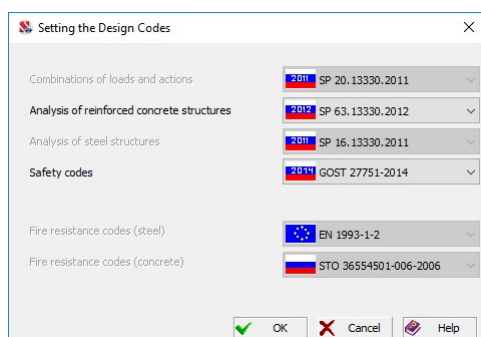 Setting the Design Codes
Combinations of loads and actions 2011 SP 20.13330.2011
Analysis of reinforced concrete structures 2012 SP 63.13330.2012
Analysis of steel structures 2011 SP 16.13330.2011
Safety codes 2014 GOST 27751-2014
Fire resistance codes (steel) EN 1993-1-2
Fire resistance codes (concrete) STO 36554501-006-2006
OK Cancel Help